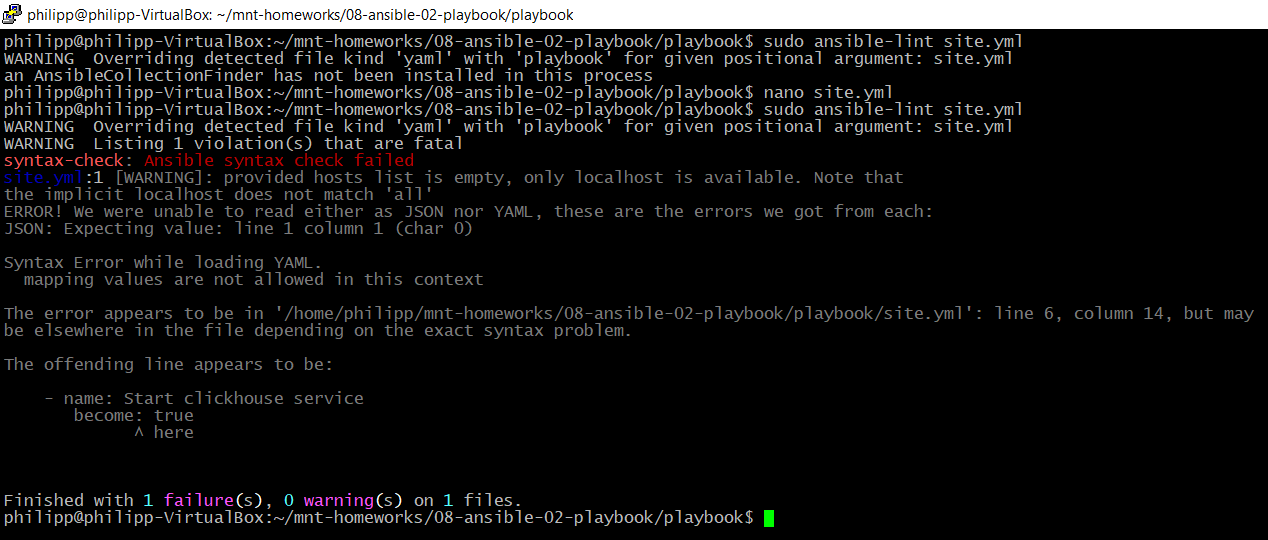 philipp@philipp-VirtualBox: ~/mnt-homeworks/08-ansible-02-playbook/playbook
philipp@philipp-VirtualBox:~/mnt-homeworks/08-ansible-02-playbook/playbook$ sudo ansible-lint site.yml
WARNING  Overriding detected file kind 'yaml' with 'playbook' for given positional argument: site.yml
an AnsibleCollectionFinder has not been installed in this process
philipp@philipp-VirtualBox:~/mnt-homeworks/08-ansible-02-playbook/playbook$ nano site.yml
philipp@philipp-VirtualBox:~/mnt-homeworks/08-ansible-02-playbook/playbook$ sudo ansible-lint site.yml
WARNING  Overriding detected file kind 'yaml' with 'playbook' for given positional argument: site.yml
WARNING  Listing 1 violation(s) that are fatal
syntax-check: Ansible syntax check failed
site.yml:1 [WARNING]: provided hosts list is empty, only localhost is available. Note that
the implicit localhost does not match 'all'
ERROR! We were unable to read either as JSON nor YAML, these are the errors we got from each:
JSON: Expecting value: line 1 column 1 (char 0)
Syntax Error while loading YAML.
  mapping values are not allowed in this context
The error appears to be in '/home/philipp/mnt-homeworks/08-ansible-02-playbook/playbook/site.yml': line 6, column 14, but may
be elsewhere in the file depending on the exact syntax problem.
The offending line appears to be:
    - name: Start clickhouse service
       become: true
             ^ here
Finished with 1 failure(s), 0 warning(s) on 1 files.
philipp@philipp-VirtualBox:~/mnt-homeworks/08-ansible-02-playbook/playbook$